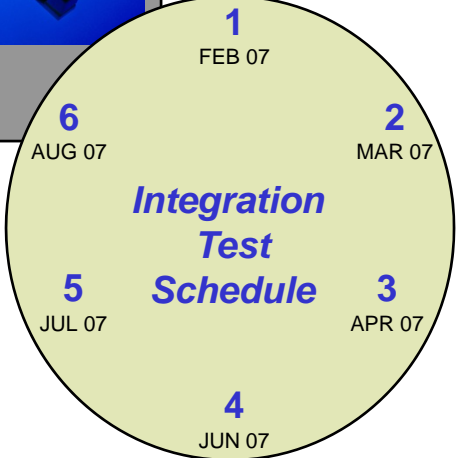 1
FEB 07
6
AUG 07
2
MAR 07
Integration
Test
Schedule
5
JUL 07
3
APR 07
4
JUN 07